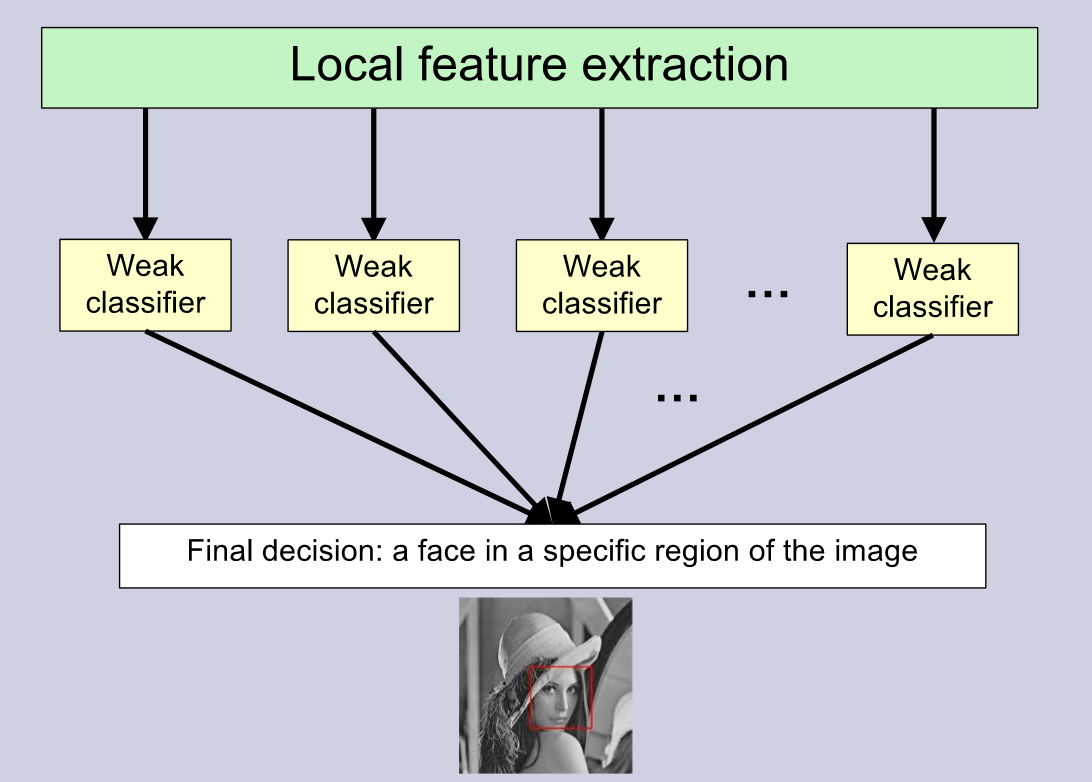 Local feature extraction
Weak
classifier
Weak
classifier
Weak
classifier
...
Weak
classifier
...
Final decision: a face in a specific region of the image